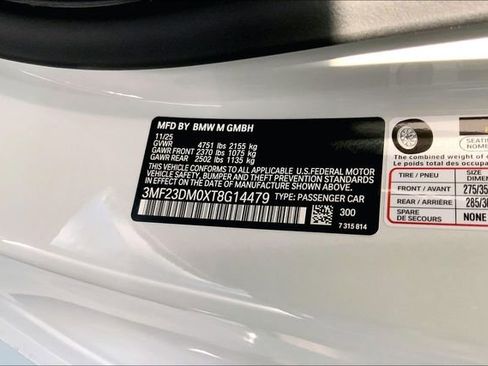 MFD BY BMW M GMBH
11/25
GVWR 4751 lbs 2155 kg
GAWR FRONT 2370 lbs 1075 kg
GAWR REAR 2502 lbs 1135 kg
THIS VEHICLE CONFORMS TO ALL APPLICABLE U.S.FEDERAL MOTOR
VEHICLE SAFETY, BUMPER, AND THEFT PREVENTION STANDARDS
IN EFFECT ON THE DATE OF MANUFACTURE SHOWN ABOVE.
3MF23DM0XT8G14479 TYPE: PASSENGER CAR
300
7 315 814
SEATING
NOMB
The combined weight of
Le poids total des
TIRE / PNEU SIZE
DIMEN
FRONT / AVANT 275/35
REAR / ARRIÈRE 285/30
SPARE
DE SECOURS NONE